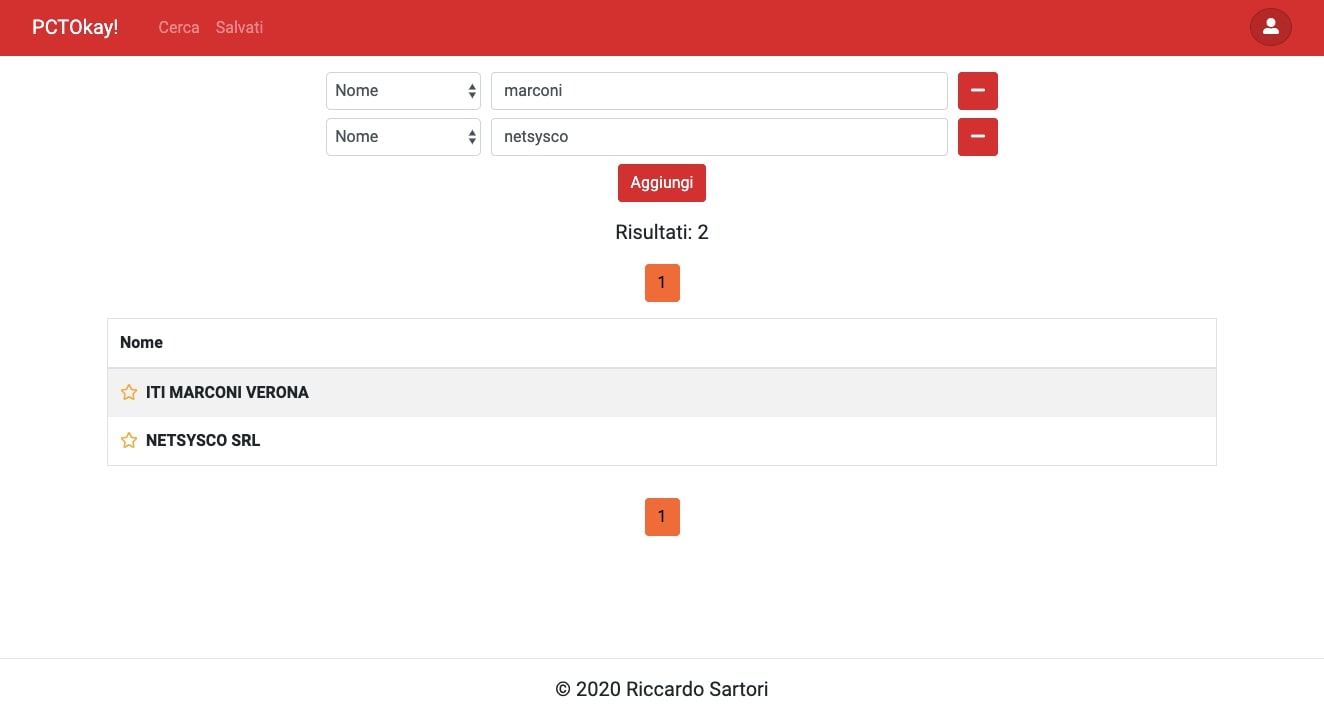 PCTOkay! Cerca Salvati
Nome marconi
Nome netsysco
Aggiungi
Risultati: 2
1
Nome
ITI MARCONI VERONA
NETSYSCO SRL
1
© 2020 Riccardo Sartori